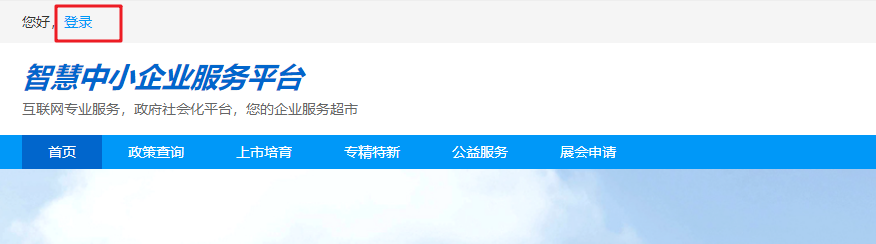 您好，登录
智慧中小企业服务平台
互联网专业服务，政府社会化平台，您的企业服务超市
首页 政策查询 上市培育 专精特新 公益服务 展会申请